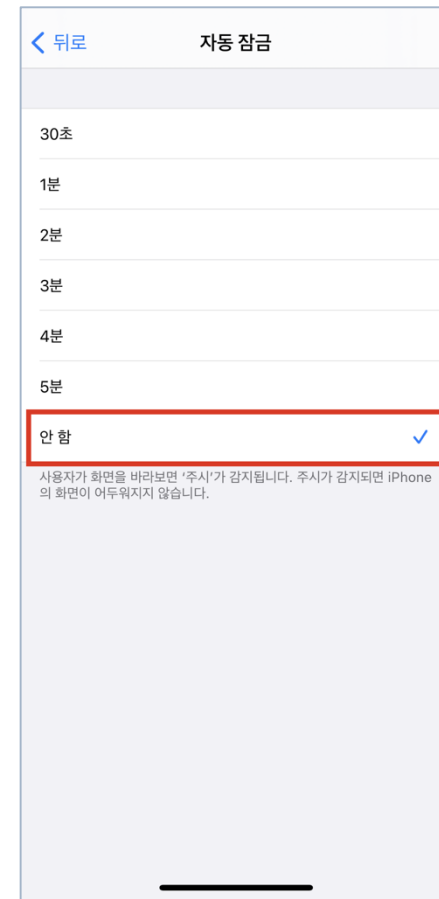 뒤로 자동 잠금
30초
1분
2분
3분
4분
5분
안 함
사용자가 화면을 바라보면 ‘주시’가 감지됩니다. 주시가 감지되면 iPhone
의 화면이 어두워지지 않습니다.